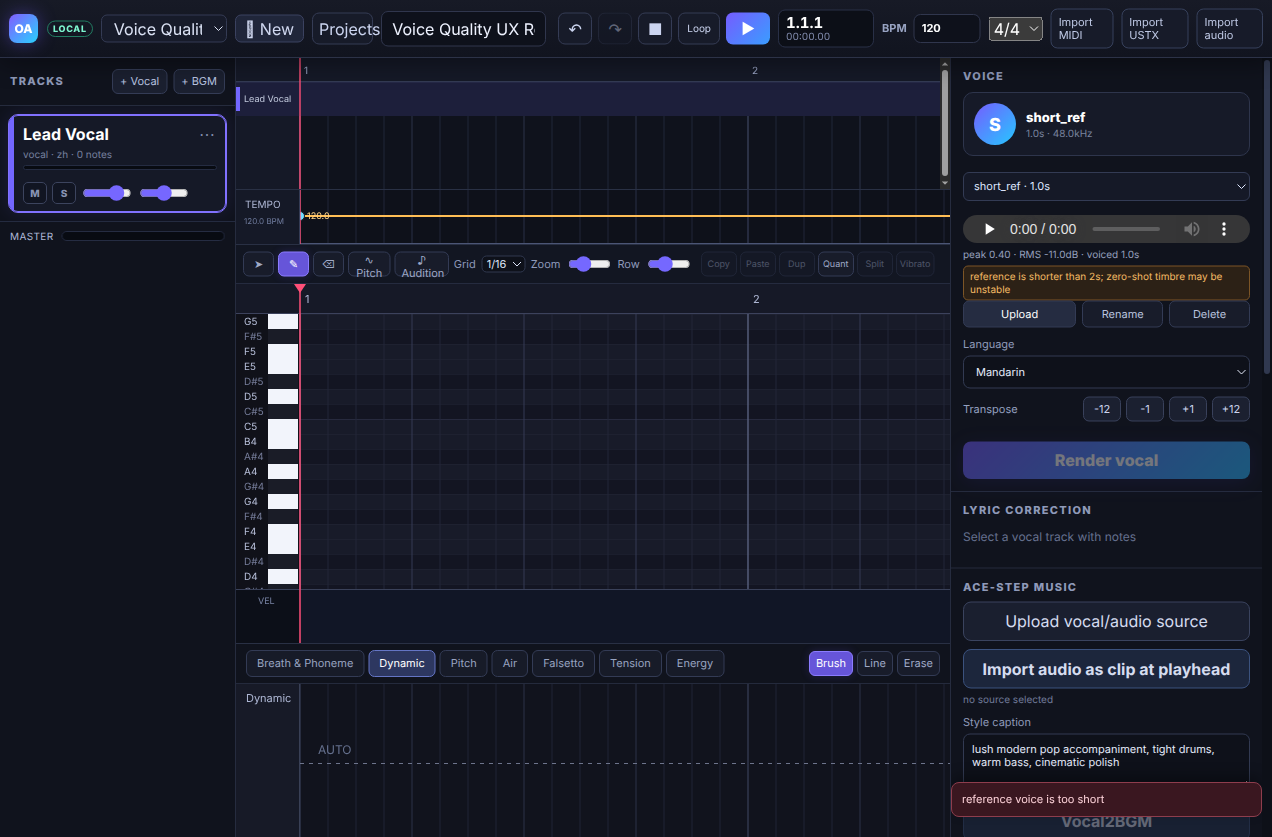 OA
LOCAL
Voice Qualit
New
Projects
Voice Quality UX R
Loop
1.1.1
00:00.00
BPM
120
4/4
Import
MIDI
Import
USTX
Import
audio
TRACKS
+ Vocal
+ BGM
Lead Vocal
...
vocal · zh · 0 notes
M
S
MASTER
1
2
Lead Vocal
TEMPO
120.0 BPM
120.0
Pitch
Audition
Grid
1/16
Zoom
Row
Copy
Paste
Dup
Quant
Split
Vibrato
1
2
G5
F#5
F5
E5
D#5
D5
C#5
C5
B4
A#4
A4
G#4
G4
F#4
F4
E4
D#4
D4
VEL
Breath & Phoneme
Dynamic
Pitch
Air
Falsetto
Tension
Energy
Brush
Line
Erase
Dynamic
AUTO
VOICE
S
short_ref
1.0s · 48.0kHz
short_ref · 1.0s
0:00 / 0:00
peak 0.40 · RMS -11.0dB · voiced 1.0s
reference is shorter than 2s; zero-shot timbre may be
unstable
Upload
Rename
Delete
Language
Mandarin
Transpose
-12
-1
+1
+12
Render vocal
LYRIC CORRECTION
Select a vocal track with notes
ACE-STEP MUSIC
Upload vocal/audio source
Import audio as clip at playhead
no source selected
Style caption
lush modern pop accompaniment, tight drums,
warm bass, cinematic polish
reference voice is too short
Vocal2BGM